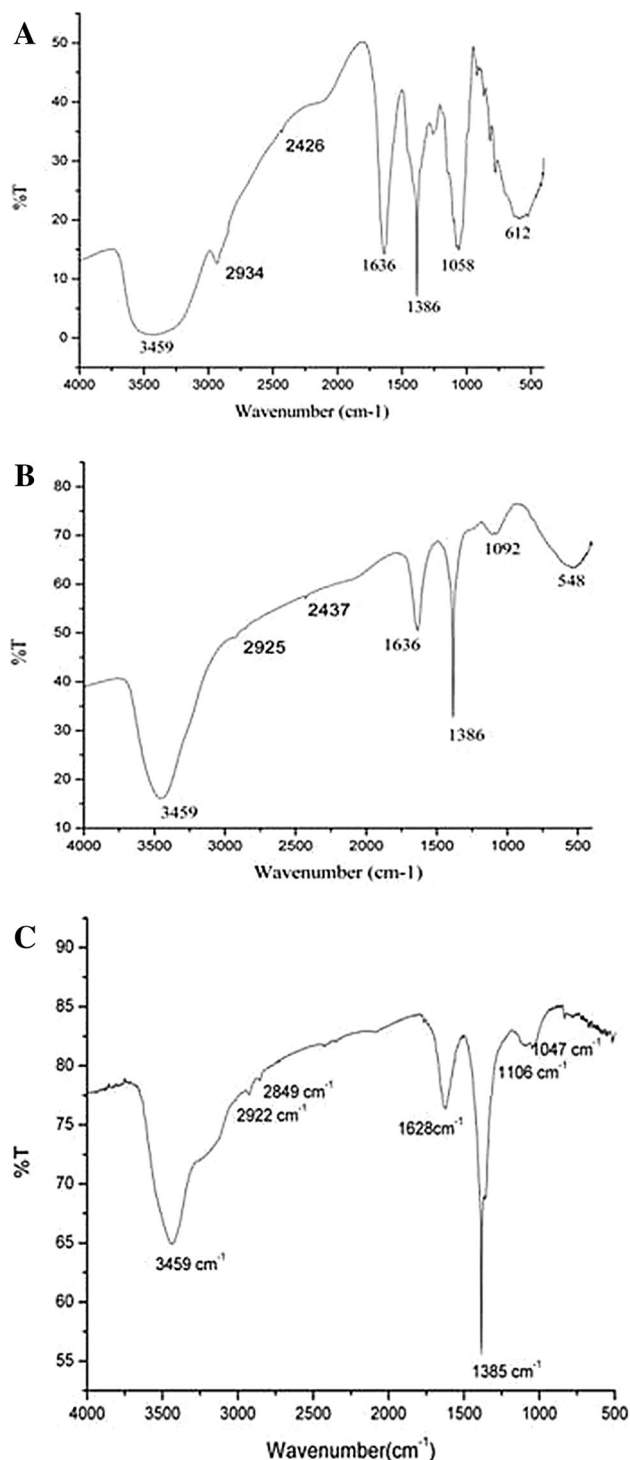 A
%T
50
40
30
20
10
0
2426
2934
3459
1636
1386
1058
612
4000 3500 3000 2500 2000 1500 1000 500
Wavenumber (cm-1)
B
%T
80
70
60
50
40
30
20
10
2437
2925
3459
1636
1386
1092
548
4000 3500 3000 2500 2000 1500 1000 500
Wavenumber (cm-1)
C
%T
90
85
80
75
70
65
60
55
2849 cm⁻¹
2922 cm⁻¹
3459 cm⁻¹
1628cm⁻¹
1385 cm⁻¹
1106 cm⁻¹
1047 cm⁻¹
4000 3500 3000 2500 2000 1500 1000 500
Wavenumber(cm⁻¹)